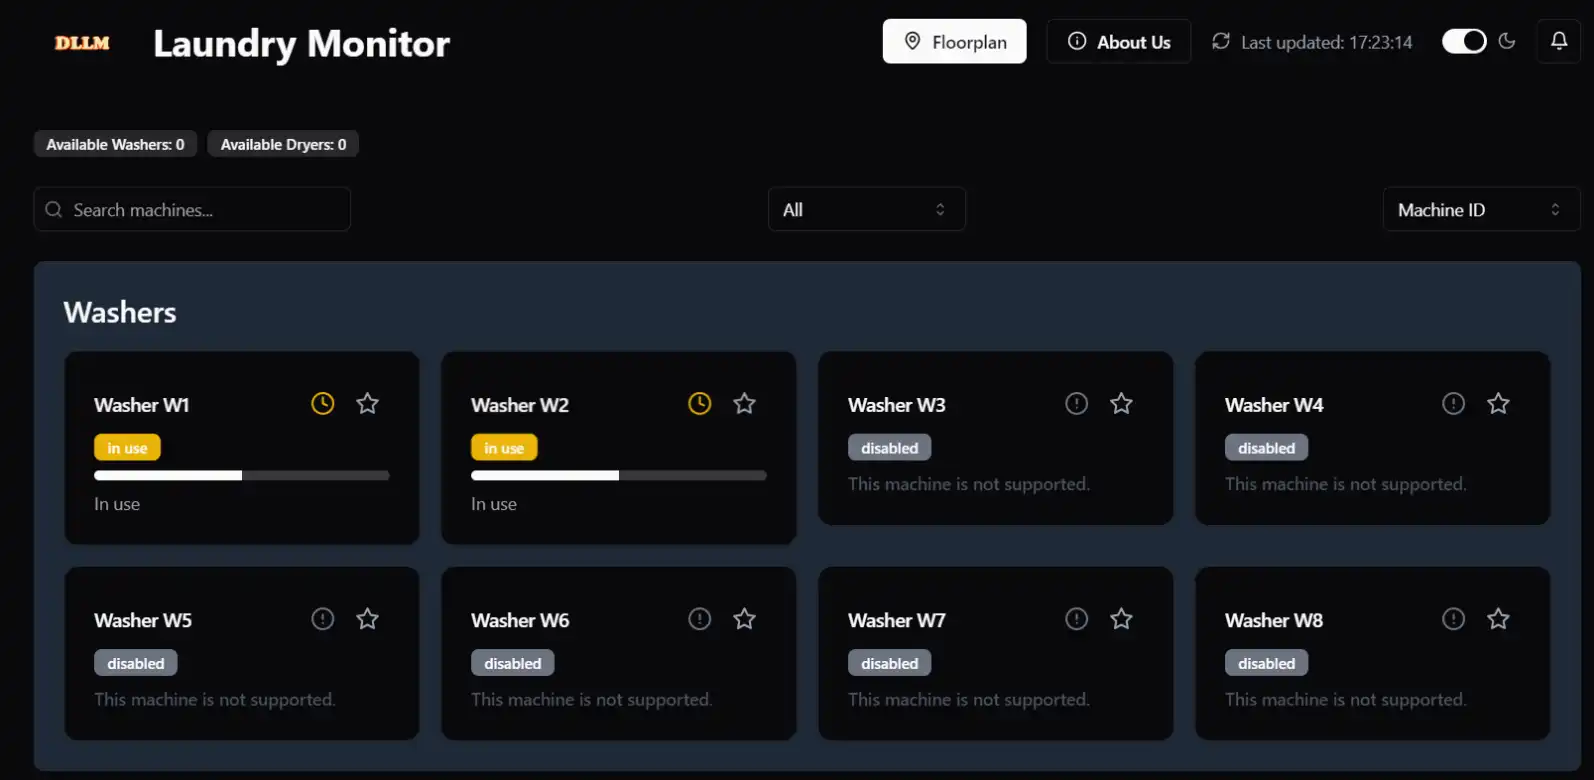 DLLM Laundry Monitor Floorplan About Us Last updated: 17:23:14
Available Washers: 0 Available Dryers: 0
Search machines... All Machine ID
Washers
Washer W1 Washer W2 Washer W3 Washer W4
in use in use disabled disabled
This machine is not supported. This machine is not supported.
In use In use
Washer W5 Washer W6 Washer W7 Washer W8
disabled disabled disabled disabled
This machine is not supported. This machine is not supported. This machine is not supported. This machine is not supported.